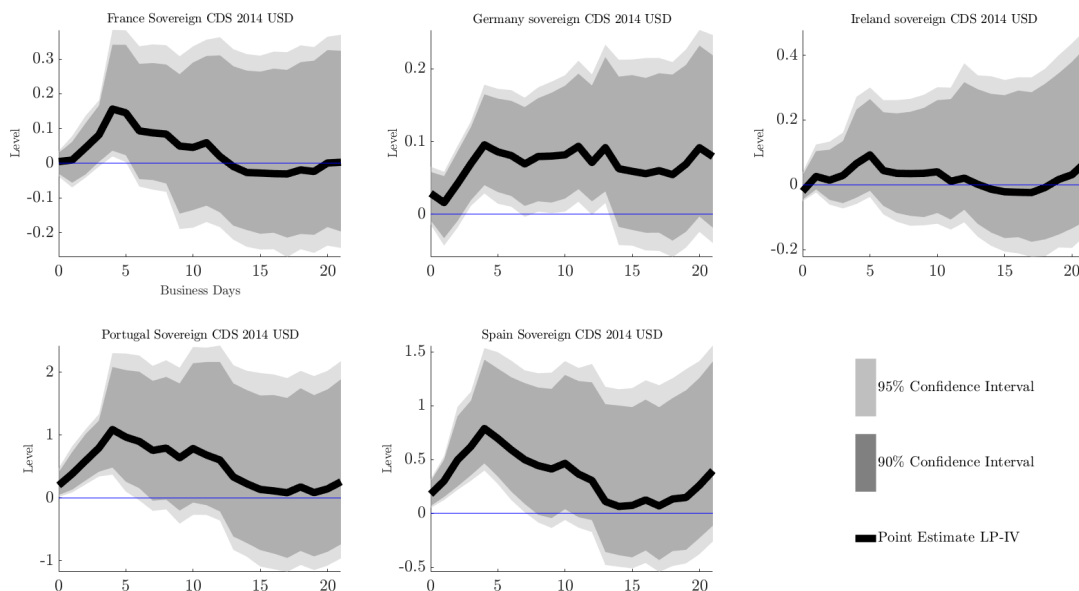 France Sovereign CDS 2014 USD
Level
0.3
0.2
0.1
0
-0.1
-0.2
0 5 10 15 20
Business Days
Germany sovereign CDS 2014 USD
Level
0.2
0.1
0
0 5 10 15 20
Ireland sovereign CDS 2014 USD
Level
0.4
0.2
0
-0.2
0 5 10 15 20
Portugal Sovereign CDS 2014 USD
Level
2
1
0
-1
0 5 10 15 20
Spain Sovereign CDS 2014 USD
Level
1.5
1
0.5
0
-0.5
0 5 10 15 20
95% Confidence Interval
90% Confidence Interval
Point Estimate LP-IV